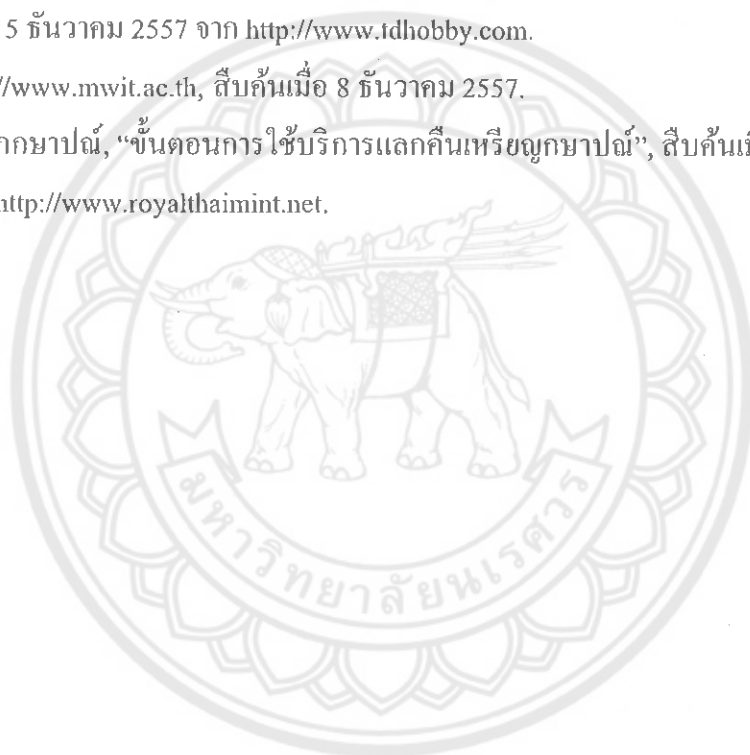 5 ธันวาคม 2557 จาก http://www.tdhobby.com.
/www.mwit.ac.th, สืบค้นเมื่อ 8 ธันวาคม 2557.
กกษาปณ์, “ขั้นตอนการใช้บริการแลกคืนเหรียญกษาปณ์”, สืบค้นเมื
http://www.royalthaimint.net.
มหาวิทยาลัยนเรศวร